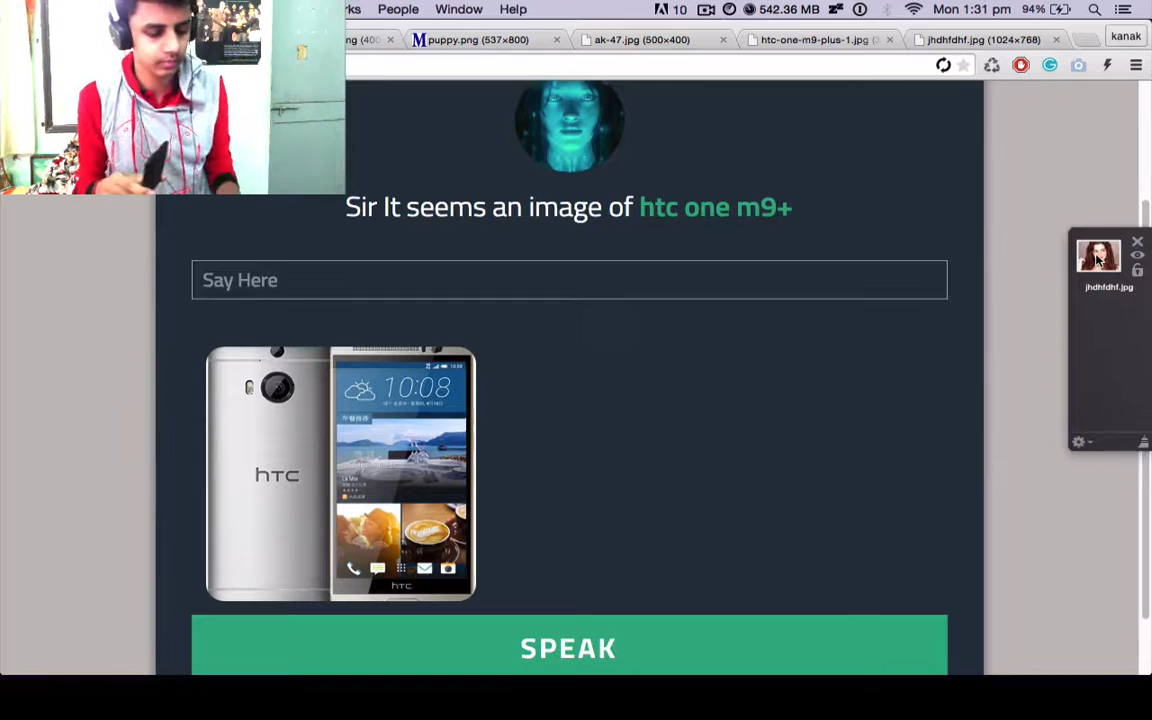 rks People Window Help 10 542.36 MB Mon 1:31 pm 94%
ng (40 puppy.png (537×800) ak-47.jpg (500×400) htc-one-m9-plus-1.jpg jhdhfdhf.jpg (1024×768) kanak
Sir It seems an image of htc one m9+
Say Here
jhdhfdhf.jpg
10:08
htc
htc
SPEAK